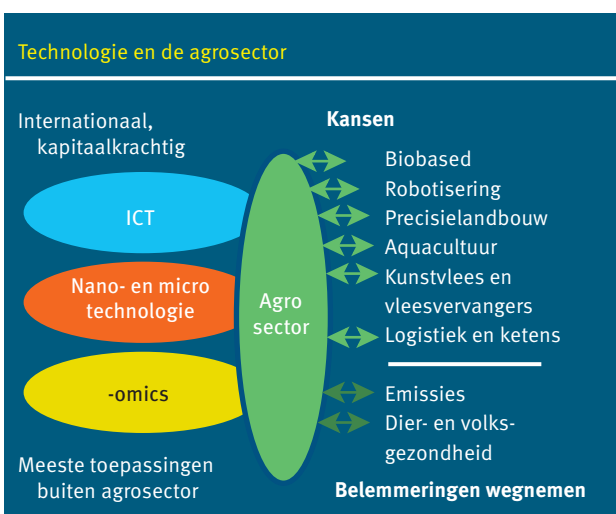 Technologie en de agrosector
Internationaal,
kapitaalkrachtig
ICT
Nano- en micro
technologie
-omics
Meeste toepassingen
buiten agrosector
Agro
sector
Kansen
Biobased
Robotisering
Precisielandbouw
Aquacultuur
Kunstvlees en
vleesvervangers
Logistiek en ketens
Emissies
Dier- en volks-
gezondheid
Belemmeringen wegnemen